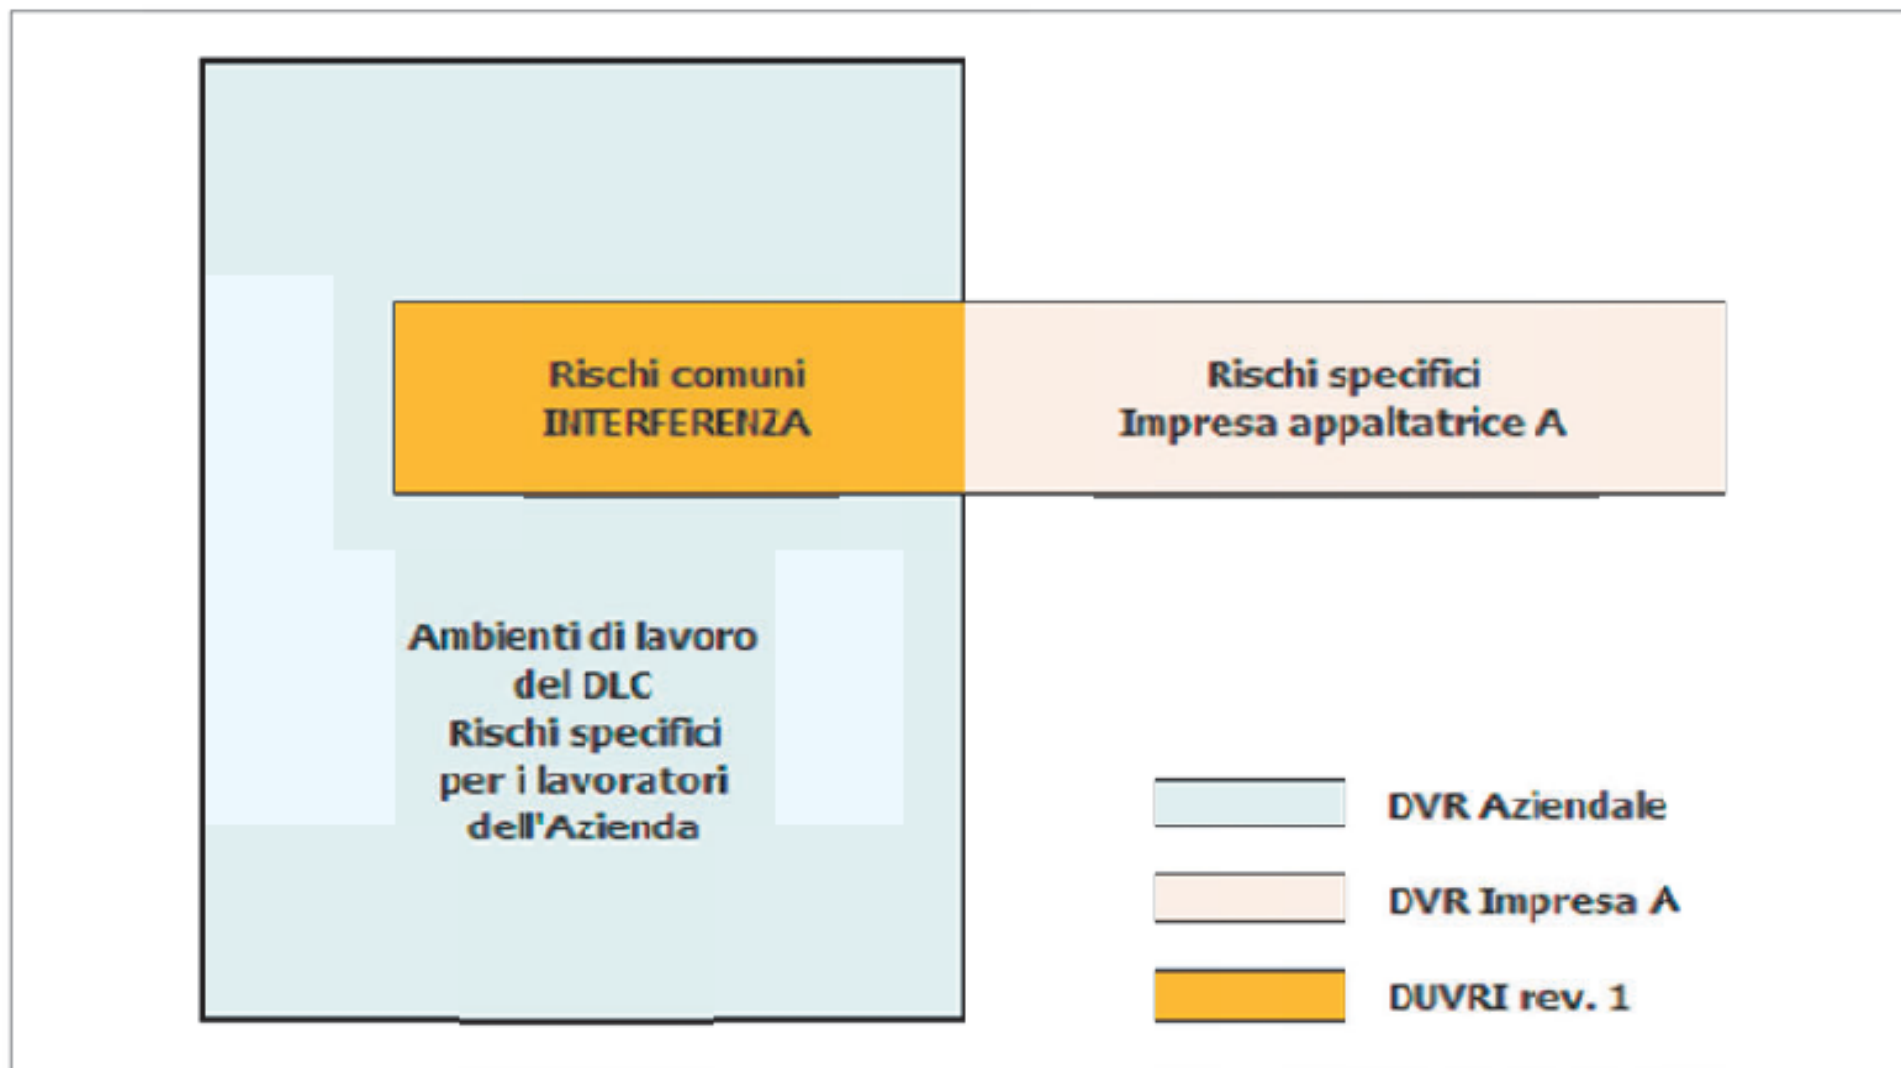 Rischi comuni
INTERFERENZA
Rischi specifici
Impresa appaltatrice A
Ambienti di lavoro
del DLC
Rischi specifici
per i lavoratori
dell'Azienda
DVR Aziendale
DVR Impresa A
DUVRI rev. 1